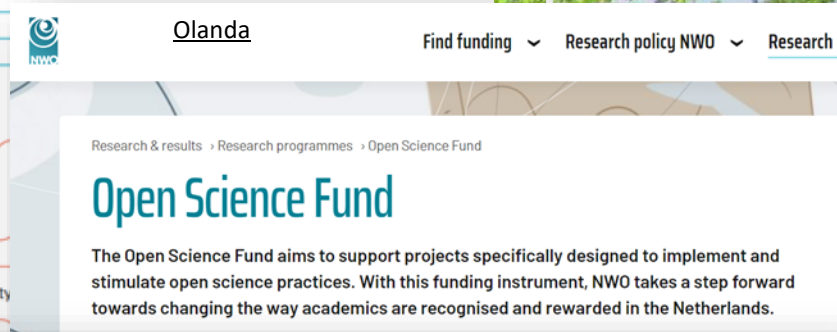 NWO
Olanda
Find funding Research policy NWO Research
Research & results › Research programmes › Open Science Fund
Open Science Fund
The Open Science Fund aims to support projects specifically designed to implement and
stimulate open science practices. With this funding instrument, NWO takes a step forward
towards changing the way academics are recognised and rewarded in the Netherlands.